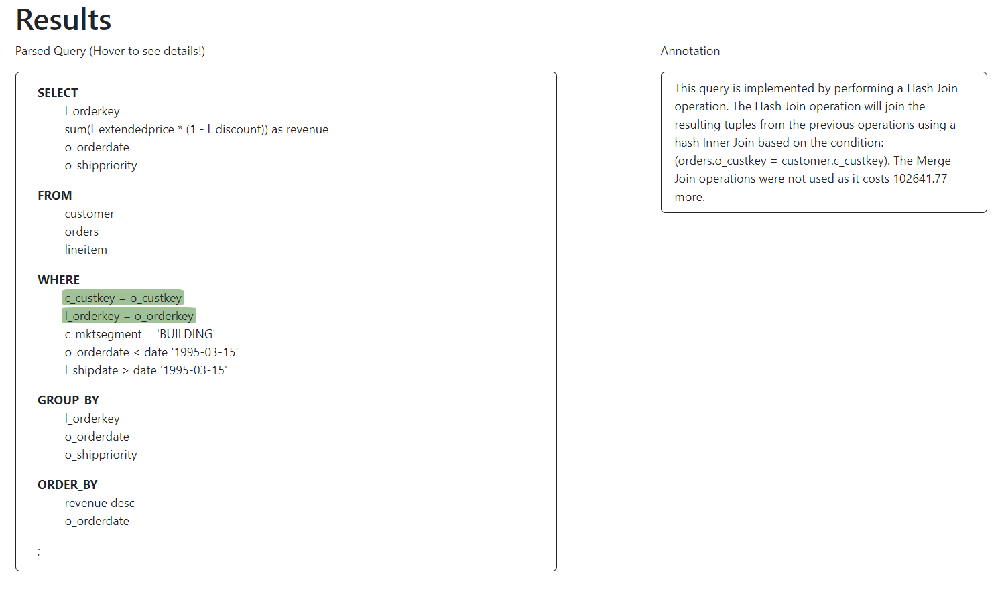 Results
Parsed Query (Hover to see details!)
SELECT
l_orderkey
sum(l_extendedprice * (1 - l_discount)) as revenue
o_orderdate
o_shippriority
FROM
customer
orders
lineitem
WHERE
c_custkey = o_custkey
l_orderkey = o_orderkey
c_mktsegment = 'BUILDING'
o_orderdate < date '1995-03-15'
l_shipdate > date '1995-03-15'
GROUP_BY
l_orderkey
o_orderdate
o_shippriority
ORDER_BY
revenue desc
o_orderdate
;
Annotation
This query is implemented by performing a Hash Join
operation. The Hash Join operation will join the
resulting tuples from the previous operations using a
hash Inner Join based on the condition:
(orders.o_custkey = customer.c_custkey). The Merge
Join operations were not used as it costs 102641.77
more.